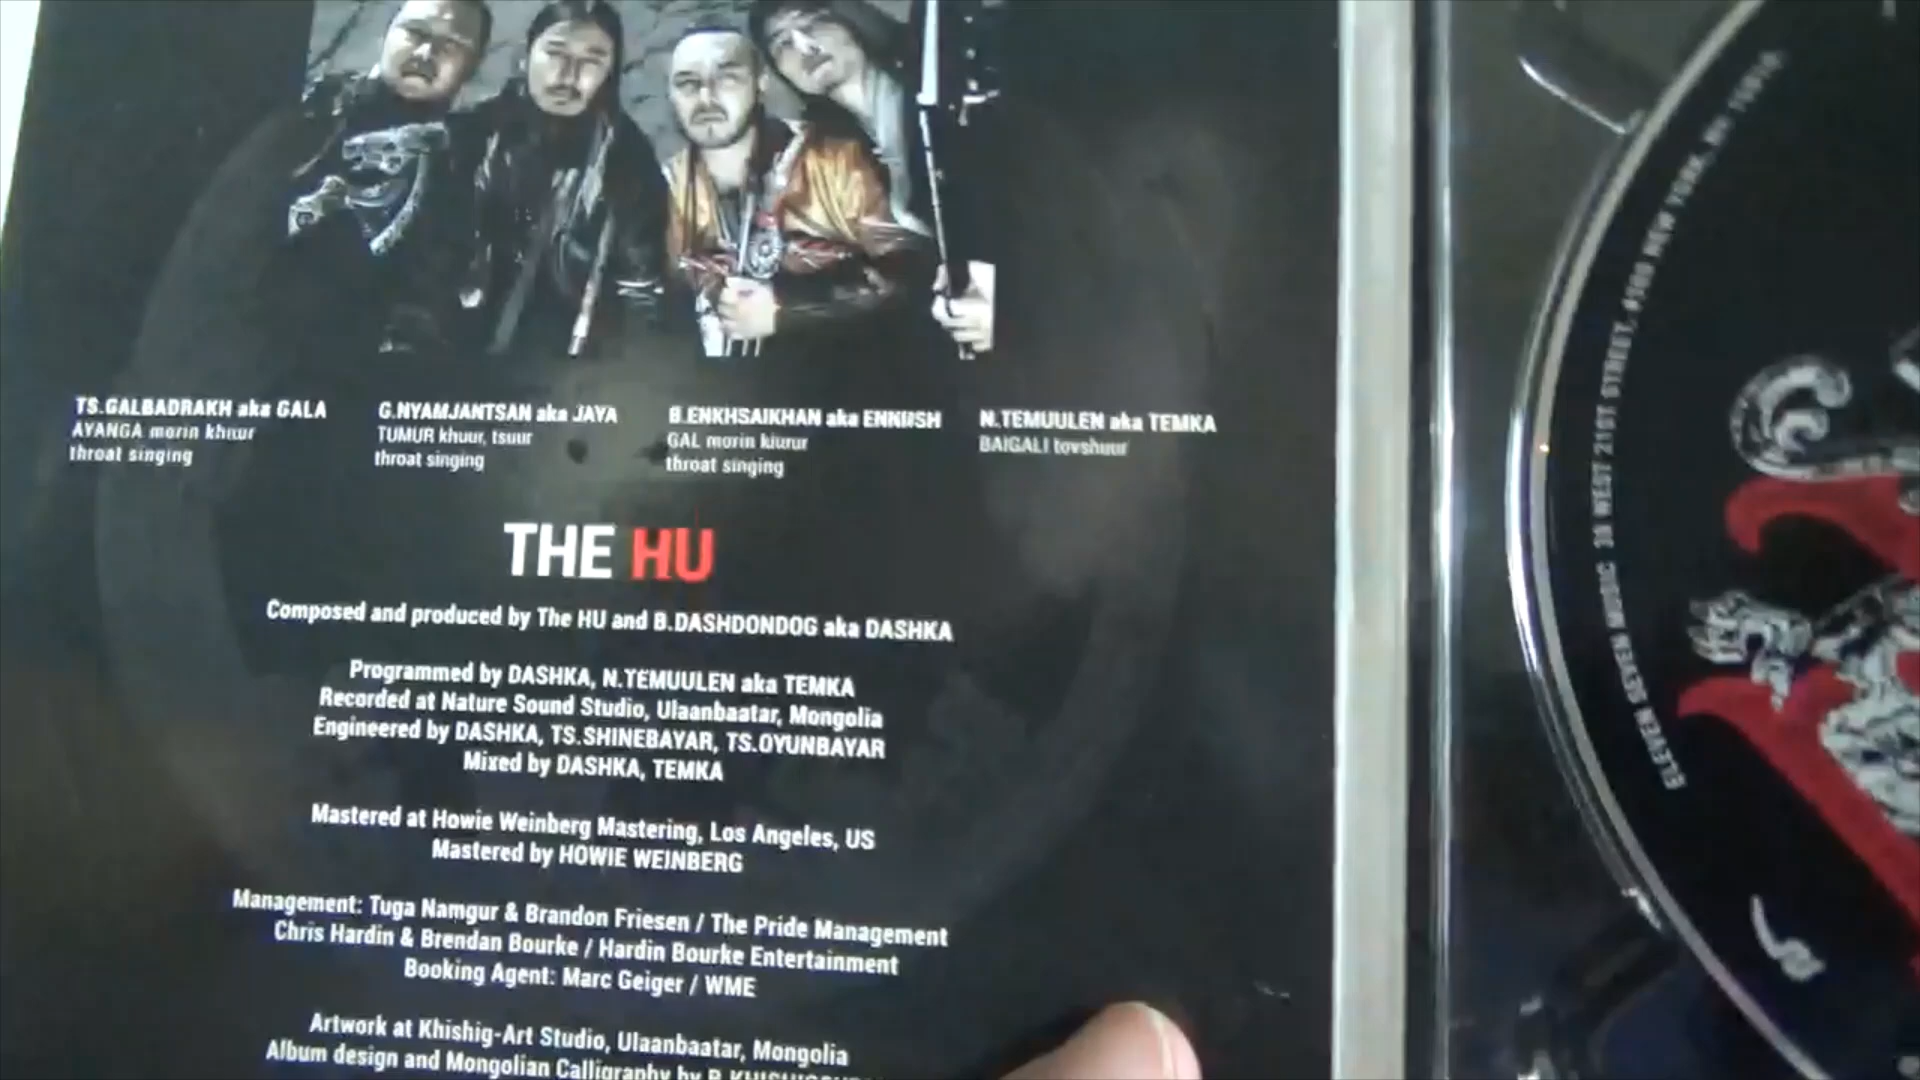 TS.GALBADRAKH aka GALA
AYANGA morin khuur
throat singing
G.NYAMJANTSAN aka JAYA
TUMUR khuur, tsuur
throat singing
B.ENKHSAIKHAN aka ENKUSH
GAL morin
throat singing
N.TEMUULEN aka TEMKA
BAIGALI tovshuur
THE HU
Composed and produced by The HU and B.DASHDONDOG aka DASHKA
Programmed by DASHKA, N.TEMUULEN aka TEMKA
Recorded at Nature Sound Studio, Ulaanbaatar, Mongolia
Engineered by DASHKA, TS.SHINEBAYAR, TS.OYUNBAYAR
Mixed by DASHKA, TEMKA
Mastered at Howie Weinberg Mastering, Los Angeles, US
Mastered by HOWIE WEINBERG
Management: Tuga Namgur & Brandon Friesen / The Pride Management
Chris Hardin & Brendan Bourke / Hardin Bourke Entertainment
Booking Agent: Marc Geiger / WME
Artwork at Khishig-Art Studio, Ulaanbaatar, Mongolia
Album design and Mongolian Calligraphy by
ELEVEN SEVEN MUSIC 38 WEST 21ST STREET, #300 NEW YORK, NY 10010